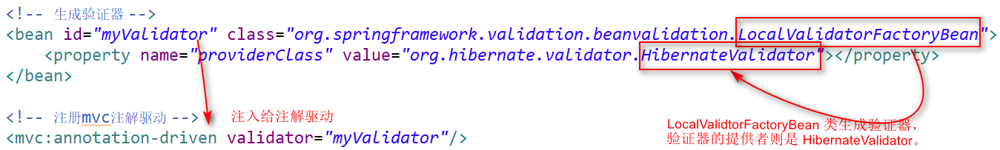 <!-- 生成验证器 -->
<bean id="myValidator" class="org.springframework.validation.beanvalidation.LocalValidatorFactoryBean">
<property name="providerClass" value="org.hibernate.validator.HibernateValidator"></property>
</bean>
<!-- 注册mvc注解驱动 -->
注入给注解驱动
<mvc:annotation-driven validator="myValidator"/>
LocalValidtorFactoryBean 类生成验证器，
验证器的提供者则是 HibernateValidator。